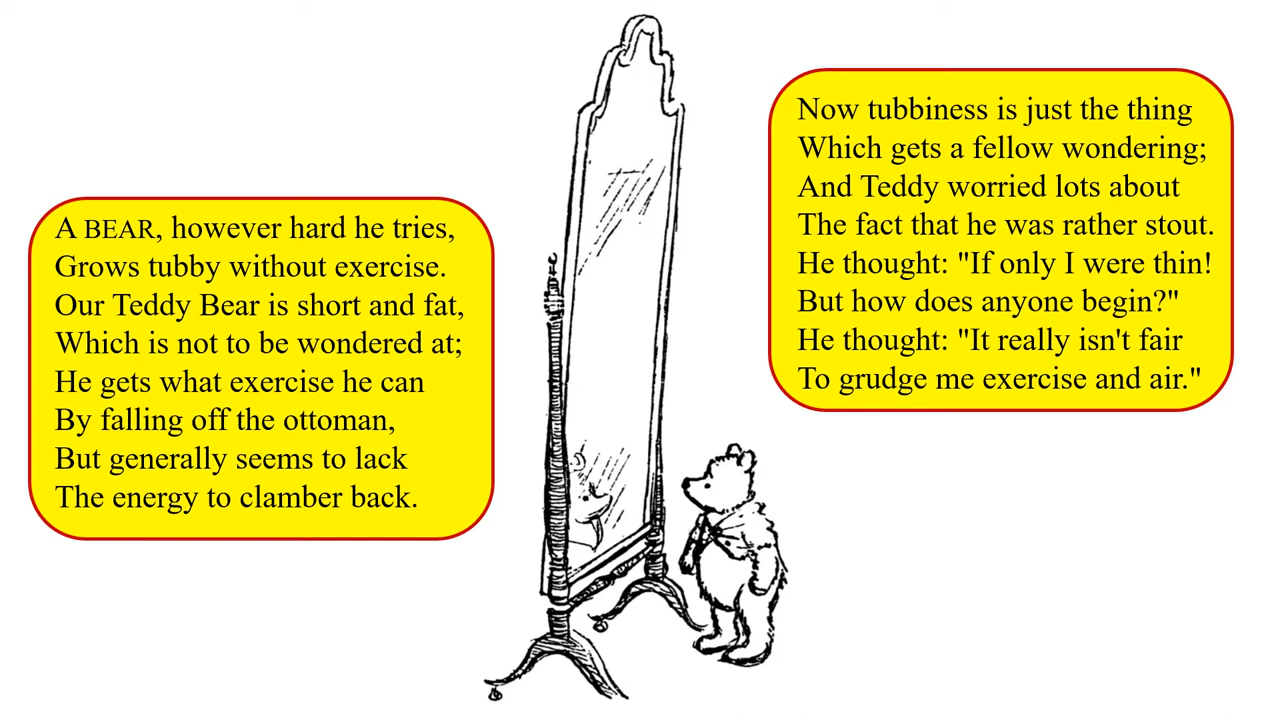 A BEAR, however hard he tries,
Grows tubby without exercise.
Our Teddy Bear is short and fat,
Which is not to be wondered at;
He gets what exercise he can
By falling off the ottoman,
But generally seems to lack
The energy to clamber back.
Now tubbiness is just the thing
Which gets a fellow wondering;
And Teddy worried lots about
The fact that he was rather stout.
He thought: "If only I were thin!
But how does anyone begin?"
He thought: "It really isn't fair
To grudge me exercise and air."